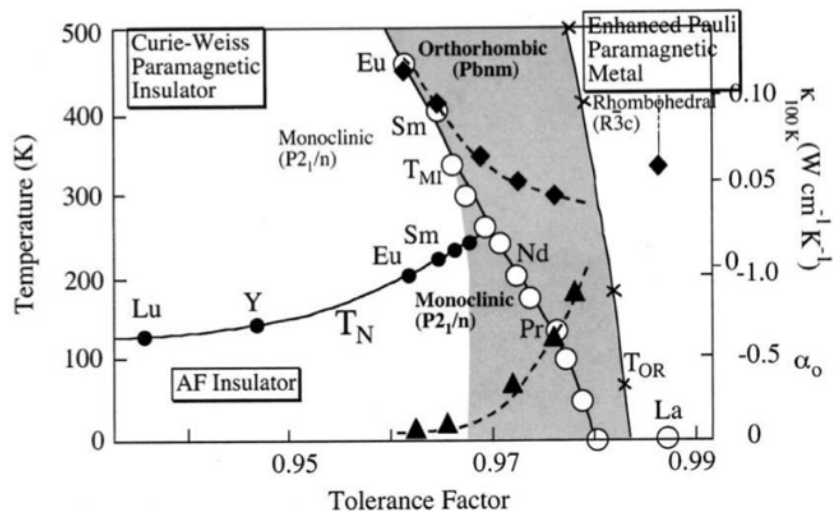 500
400
300
200
100
0
Temperature (K)
Curie-Weiss
Paramagnetic
Insulator
Orthorhombic
(Pbnm)
Enhanced Pauli
Paramagnetic
Metal
Rhombohedral
(R3̄c)
Monoclinic
(P2₁/n)
Eu
Sm
T_MI
Sm
Eu
Nd
Lu
Y
T_N
Monoclinic
(P2₁/n)
Pr
T_OR
AF Insulator
La
0.10
0.05
0
-1.0
-0.5
0
κ 100 K (W cm⁻¹ K⁻¹)
α_o
0.95
0.97
0.99
Tolerance Factor